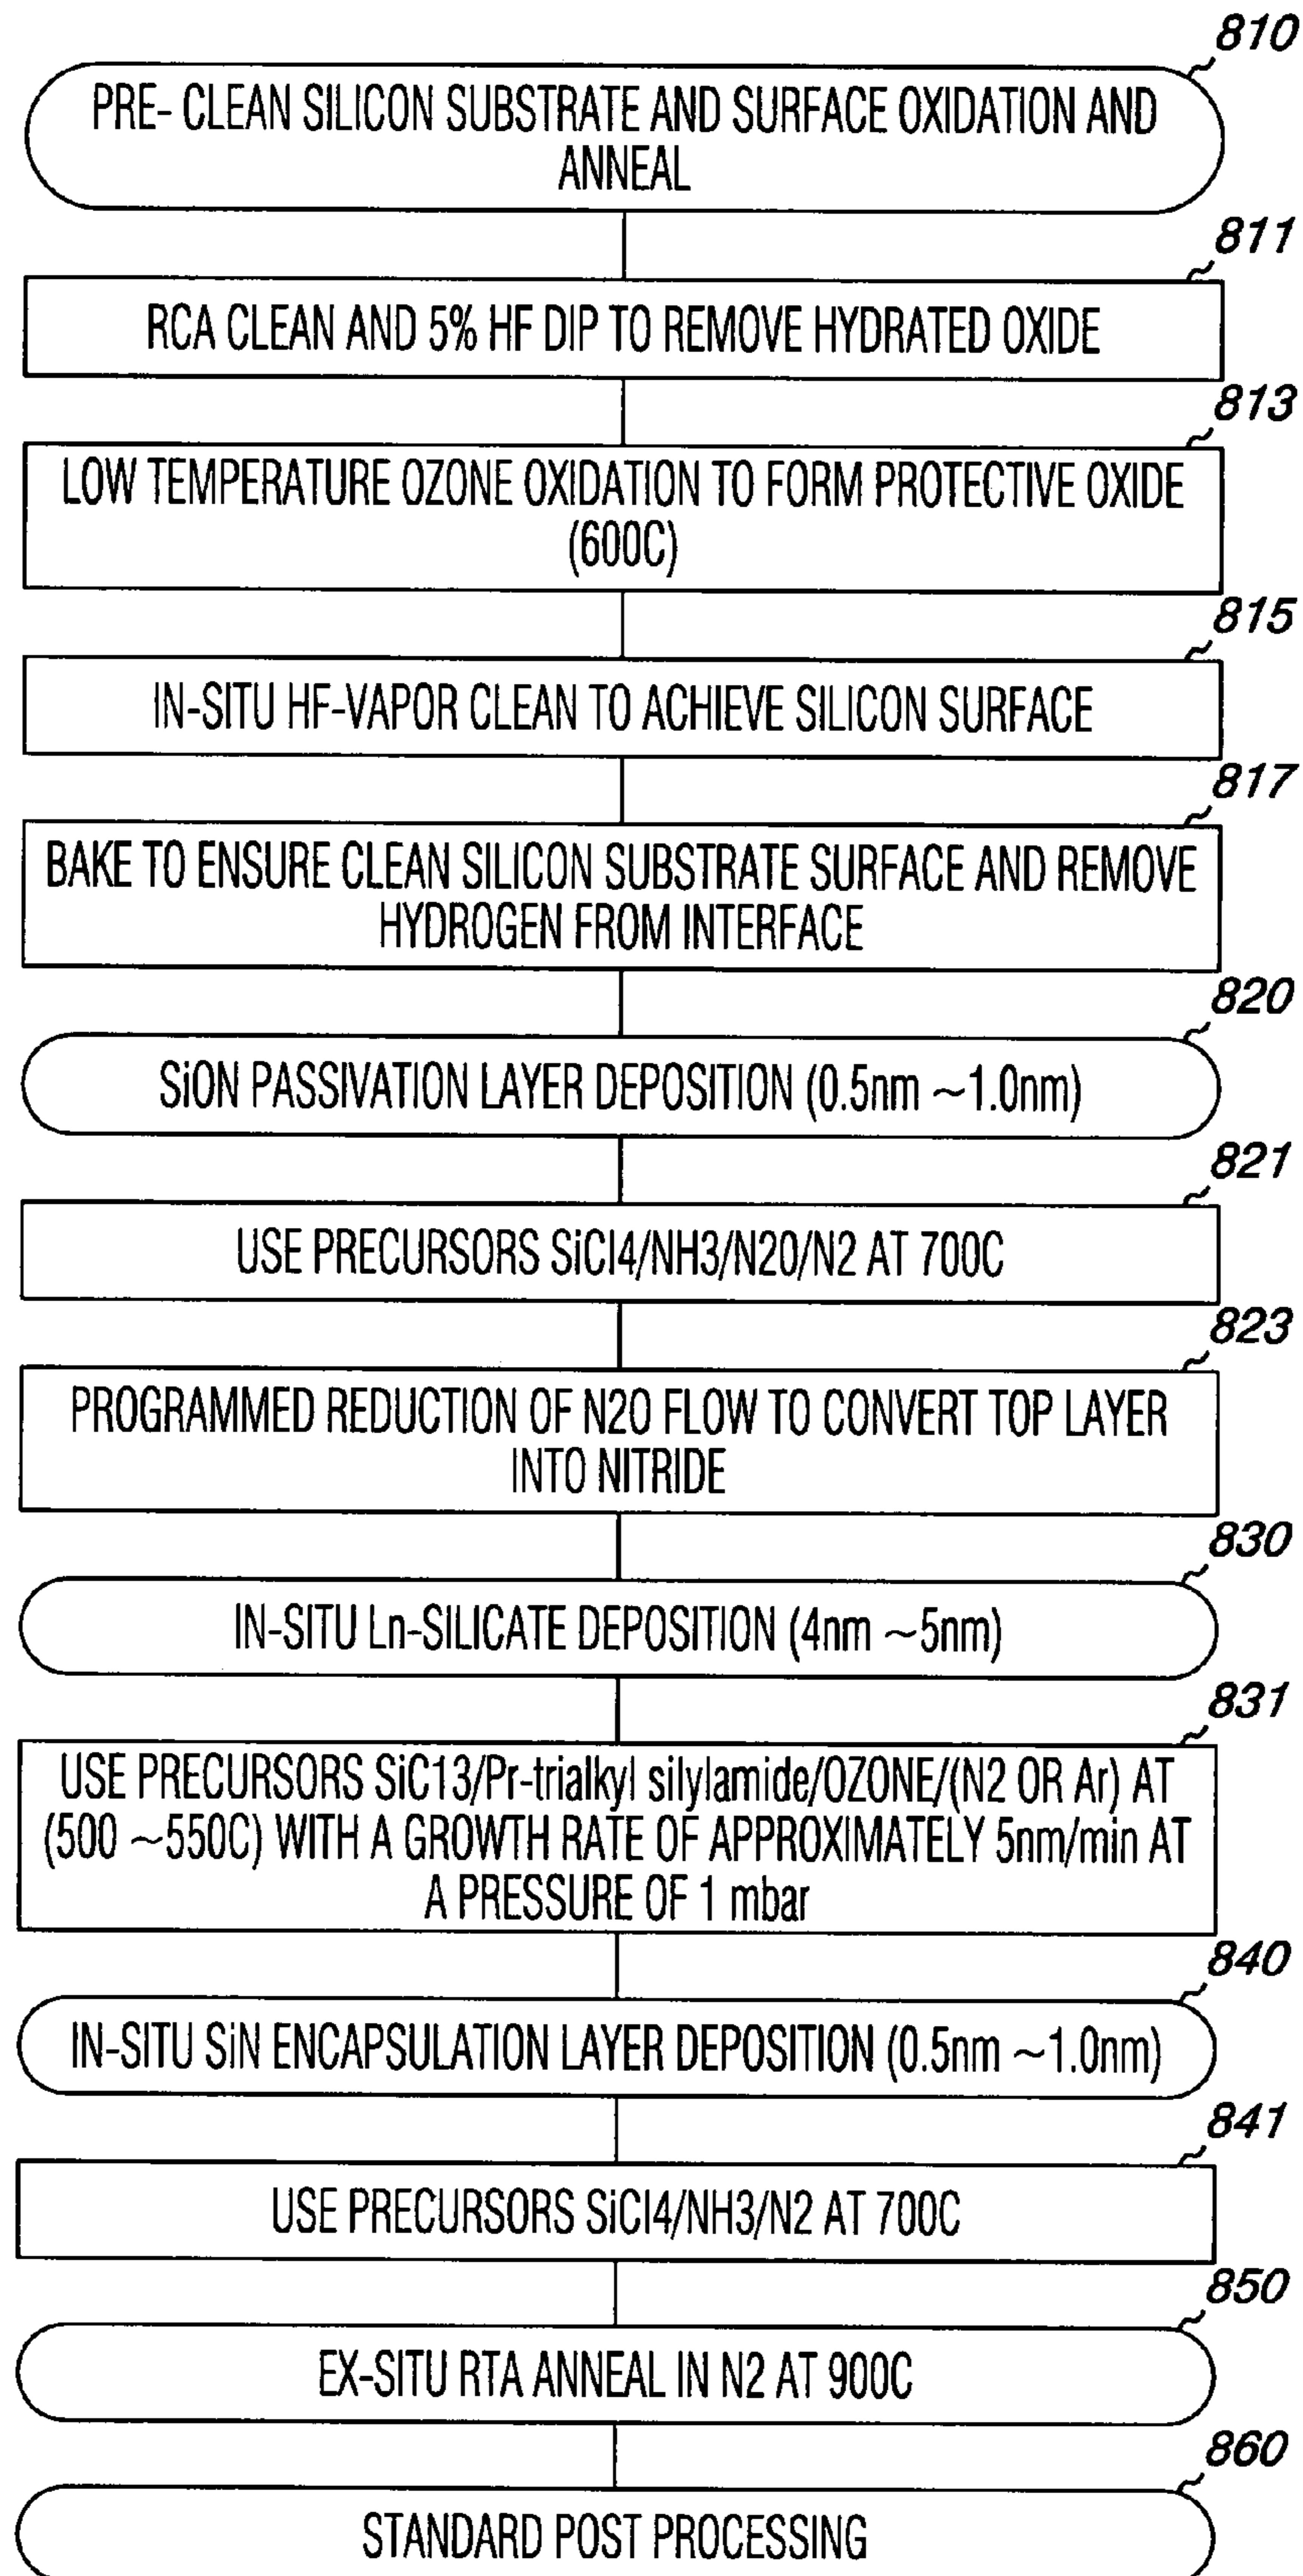 810
PRE- CLEAN SILICON SUBSTRATE AND SURFACE OXIDATION AND
ANNEAL
811
RCA CLEAN AND 5% HF DIP TO REMOVE HYDRATED OXIDE
813
LOW TEMPERATURE OZONE OXIDATION TO FORM PROTECTIVE OXIDE
(600C)
815
IN-SITU HF-VAPOR CLEAN TO ACHIEVE SILICON SURFACE
817
BAKE TO ENSURE CLEAN SILICON SUBSTRATE SURFACE AND REMOVE
HYDROGEN FROM INTERFACE
820
SiON PASSIVATION LAYER DEPOSITION (0.5nm ~1.0nm)
821
USE PRECURSORS SiCl4/NH3/N20/N2 AT 700C
823
PROGRAMMED REDUCTION OF N2O FLOW TO CONVERT TOP LAYER
INTO NITRIDE
830
IN-SITU Ln-SILICATE DEPOSITION (4nm ~5nm)
831
USE PRECURSORS SiC13/Pr-trialkyl silylamide/OZONE/(N2 OR Ar) AT
(500 ~550C) WITH A GROWTH RATE OF APPROXIMATELY 5nm/min AT
A PRESSURE OF 1 mbar
840
IN-SITU SiN ENCAPSULATION LAYER DEPOSITION (0.5nm ~1.0nm)
841
USE PRECURSORS SiCl4/NH3/N2 AT 700C
850
EX-SITU RTA ANNEAL IN N2 AT 900C
860
STANDARD POST PROCESSING